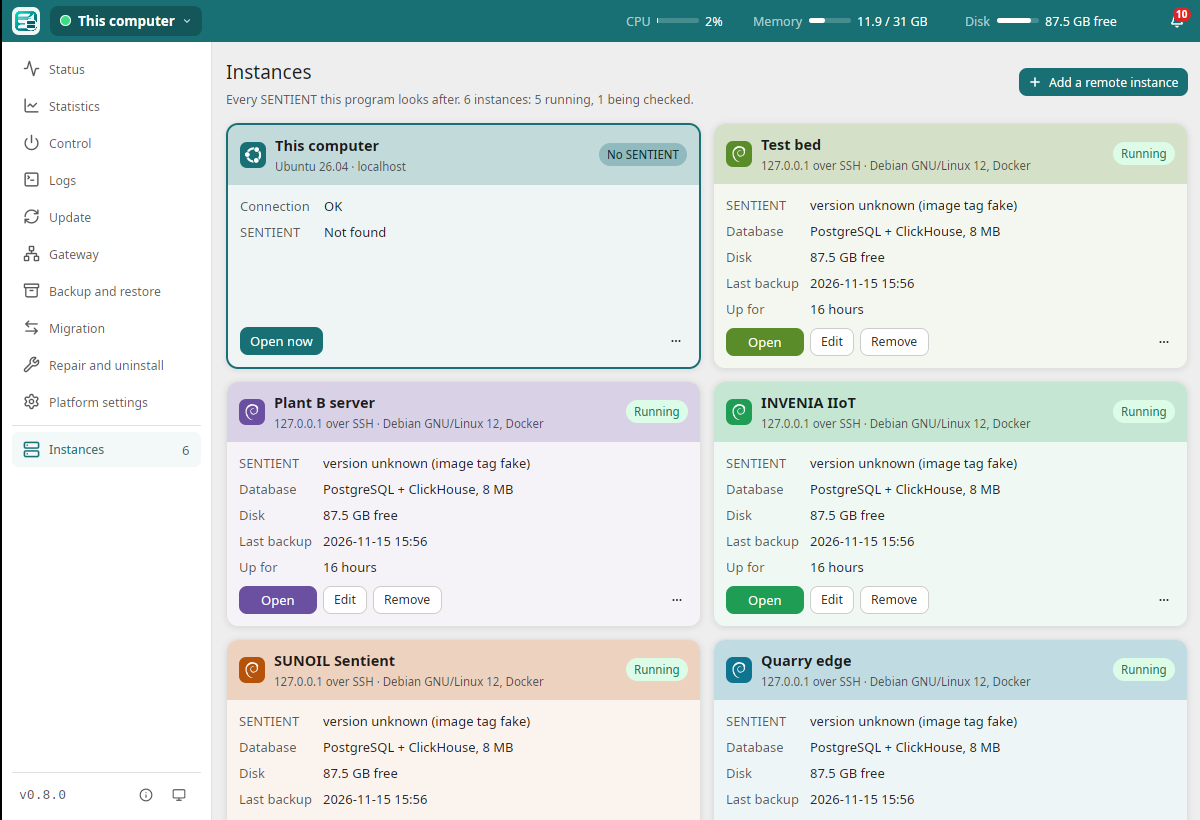 This computer
CPU 2% Memory 11.9 / 31 GB Disk 87.5 GB free 10
Status
Statistics
Control
Logs
Update
Gateway
Backup and restore
Migration
Repair and uninstall
Platform settings
Instances 6
v0.8.0
Instances
Every SENTIENT this program looks after. 6 instances: 5 running, 1 being checked.
+ Add a remote instance
This computer
Ubuntu 26.04 · localhost
No SENTIENT
Connection OK
SENTIENT Not found
Open now ...
Test bed
127.0.0.1 over SSH · Debian GNU/Linux 12, Docker
Running
SENTIENT version unknown (image tag fake)
Database PostgreSQL + ClickHouse, 8 MB
Disk 87.5 GB free
Last backup 2026-11-15 15:56
Up for 16 hours
Open Edit Remove ...
Plant B server
127.0.0.1 over SSH · Debian GNU/Linux 12, Docker
Running
SENTIENT version unknown (image tag fake)
Database PostgreSQL + ClickHouse, 8 MB
Disk 87.5 GB free
Last backup 2026-11-15 15:56
Up for 16 hours
Open Edit Remove ...
INVENIA IIoT
127.0.0.1 over SSH · Debian GNU/Linux 12, Docker
Running
SENTIENT version unknown (image tag fake)
Database PostgreSQL + ClickHouse, 8 MB
Disk 87.5 GB free
Last backup 2026-11-15 15:56
Up for 16 hours
Open Edit Remove ...
SUNOIL Sentient
127.0.0.1 over SSH · Debian GNU/Linux 12, Docker
Running
SENTIENT version unknown (image tag fake)
Database PostgreSQL + ClickHouse, 8 MB
Disk 87.5 GB free
Last backup 2026-11-15 15:56
Quarry edge
127.0.0.1 over SSH · Debian GNU/Linux 12, Docker
Running
SENTIENT version unknown (image tag fake)
Database PostgreSQL + ClickHouse, 8 MB
Disk 87.5 GB free
Last backup 2026-11-15 15:56